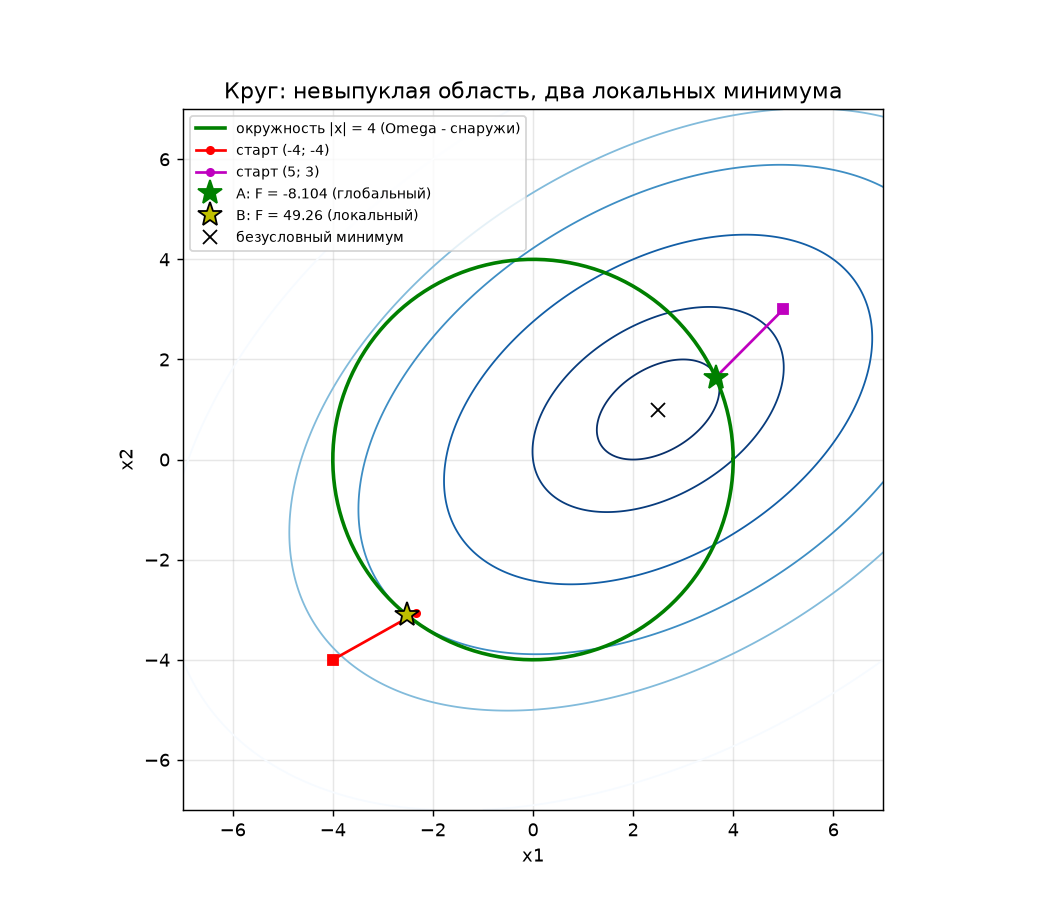 Круг: невыпуклая область, два локальных минимума
окружность |x| = 4 (Omega - снаружи)
старт (-4; -4)
старт (5; 3)
A: F = -8.104 (глобальный)
B: F = 49.26 (локальный)
безусловный минимум
6
4
2
0
−2
−4
−6
x2
−6
−4
−2
0
2
4
6
x1